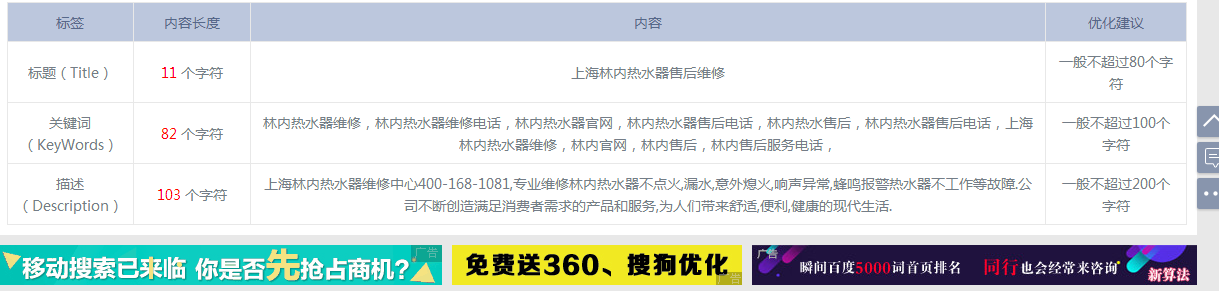 标签 内容长度 内容 优化建议
标题（Title） 11 个字符 上海林内热水器售后维修 一般不超过80个字
符
关键词
（KeyWords） 82 个字符 林内热水器维修，林内热水器维修电话，林内热水器官网，林内热水器售后电话，林内热水售后，林内热水器售后电话，上海
林内热水器维修，林内官网，林内售后，林内售后服务电话，
一般不超过100个
字符
描述
（Description） 103 个字符 上海林内热水器维修中心400-168-1081,专业维修林内热水器不点火,漏水,意外熄火,响声异常,蜂鸣报警热水器不工作等故障.公
司不断创造满足消费者需求的产品和服务,为人们带来舒适,便利,健康的现代生活.
一般不超过200个
字符
移动搜索已来临 你是否先抢占商机?
广告
免费送360、搜狗优化
广告
广告
瞬间百度5000词首页排名 同行也会经常来咨询
新算法